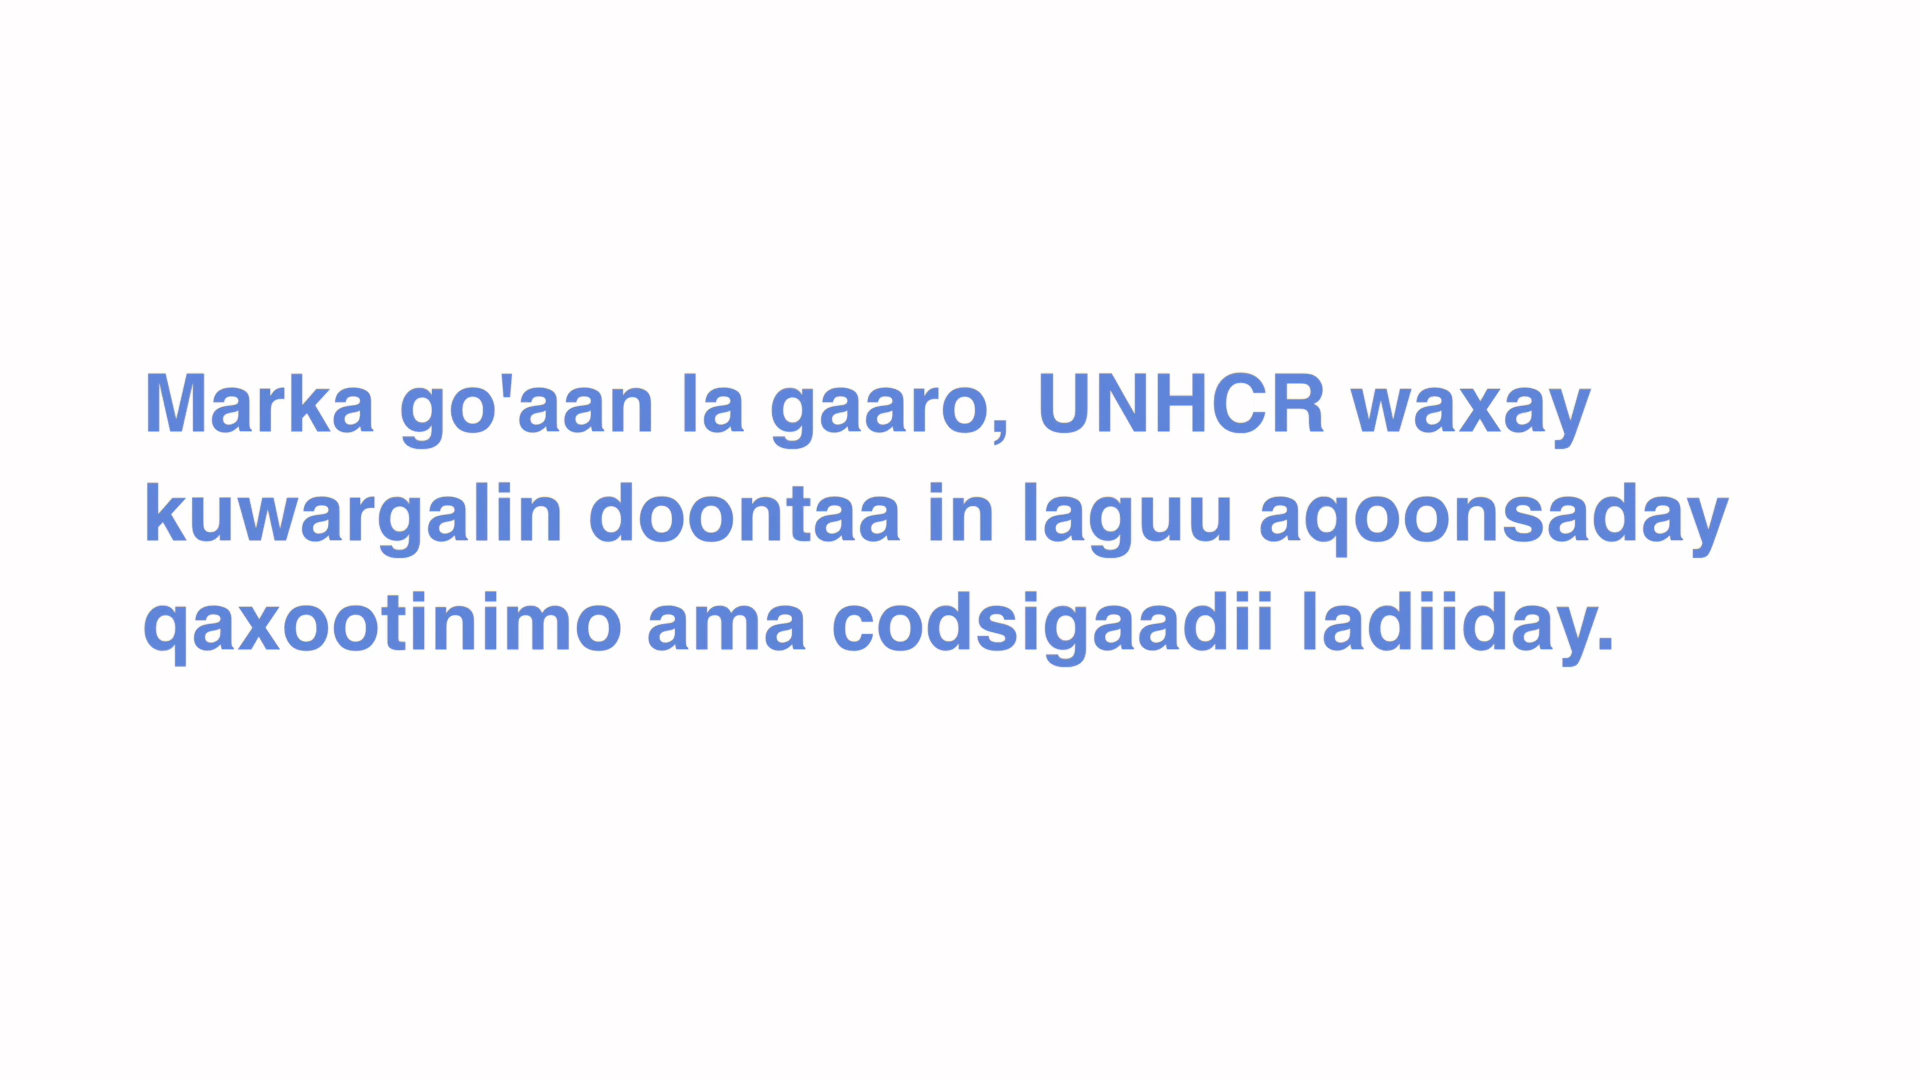 Marka go'aan la gaaro, UNHCR waxay
kuwargalin doontaa in laguu aqoonsaday
qaxootinimo ama codsigaadii ladiiday.